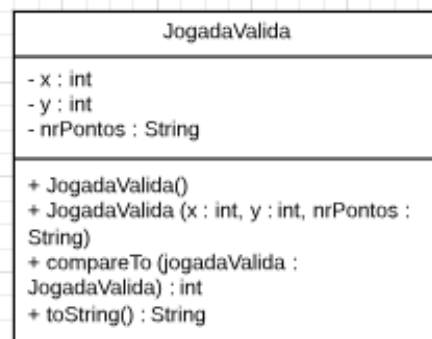 JogadaValida
- x : int
- y : int
- nrPontos : String
+ JogadaValida()
+ JogadaValida (x : int, y : int, nrPontos :
String)
+ compareTo (jogadaValida :
JogadaValida) : int
+ toString() : String